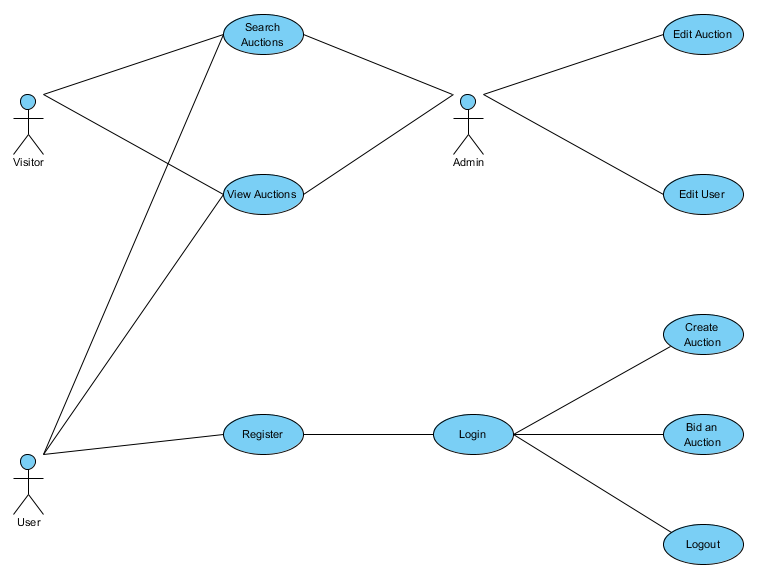 Search
Auctions
Edit Auction
Visitor
Admin
View Auctions
Edit User
Create
Auction
Register
Login
Bid an
Auction
User
Logout